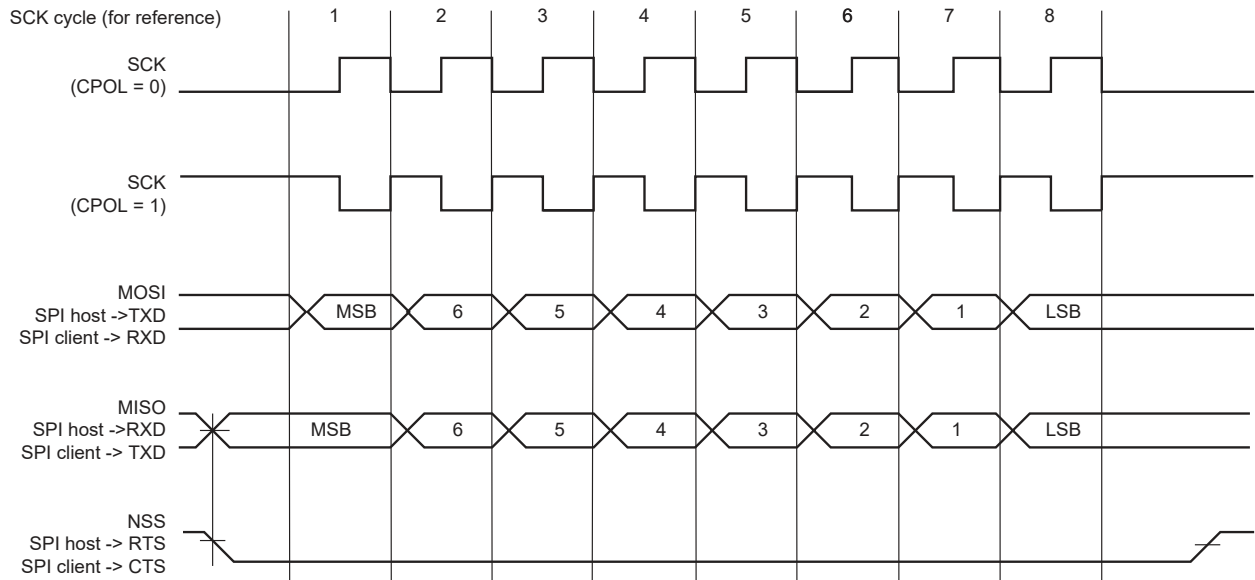 SCK cycle (for reference) 1 2 3 4 5 6 7 8
SCK
(CPOL = 0)
SCK
(CPOL = 1)
MOSI
SPI host ->TXD
SPI client -> RXD
MSB 6 5 4 3 2 1 LSB
MISO
SPI host ->RXD
SPI client -> TXD
MSB 6 5 4 3 2 1 LSB
NSS
SPI host -> RTS
SPI client -> CTS